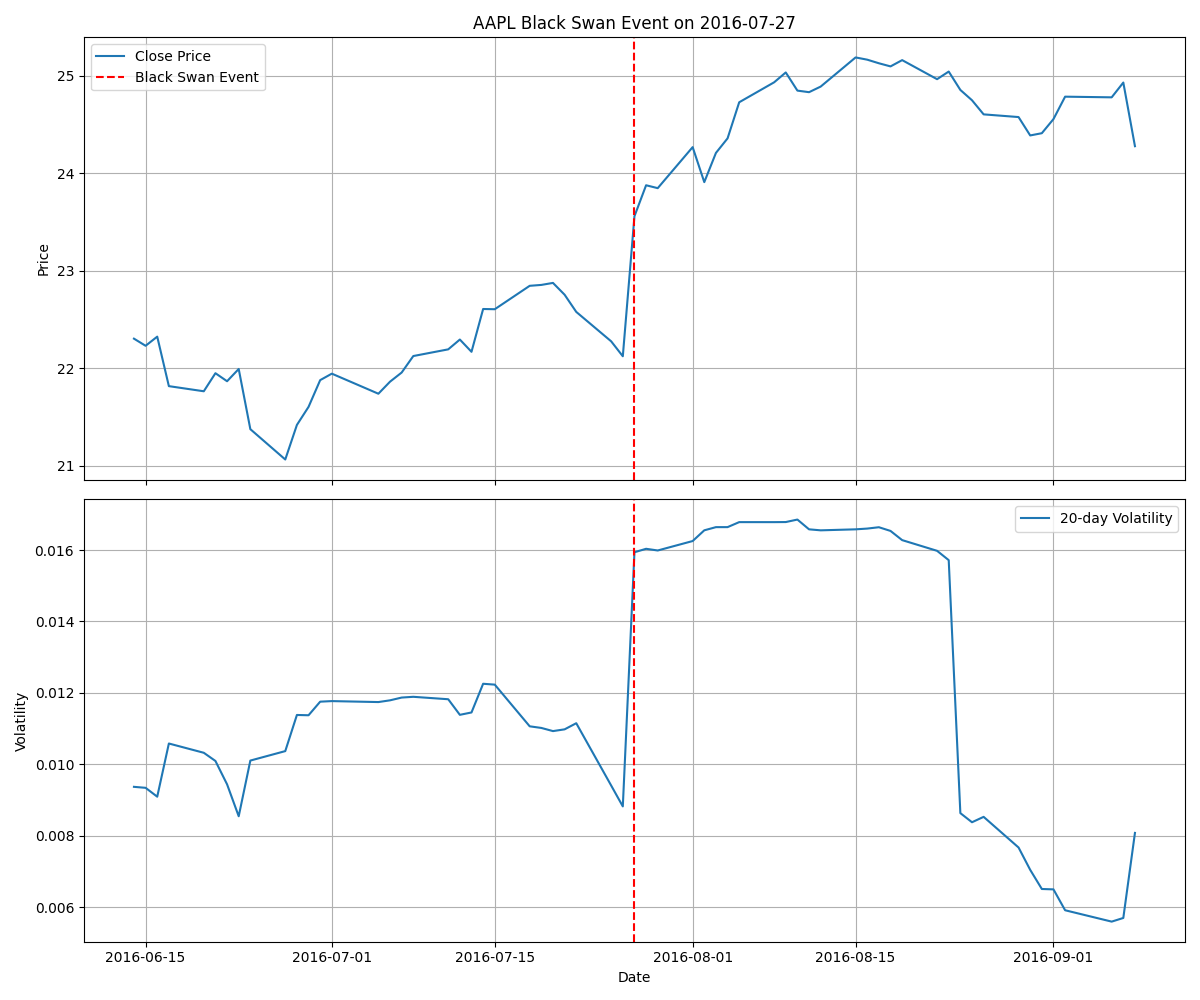 AAPL Black Swan Event on 2016-07-27
Close Price
Black Swan Event
25
24
23
22
21
Price
20-day Volatility
0.016
0.014
0.012
0.010
0.008
0.006
Volatility
2016-06-15 2016-07-01 2016-07-15 2016-08-01 2016-08-15 2016-09-01
Date